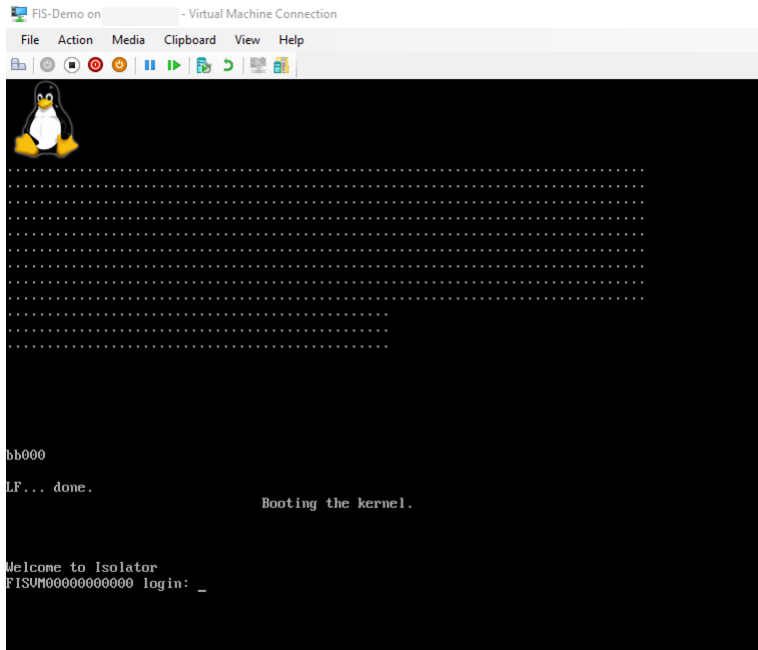 FIS-Demo on - Virtual Machine Connection
File Action Media Clipboard View Help
bb000
LF... done.
Booting the kernel.
Welcome to Isolator
FISVM00000000000 login: _